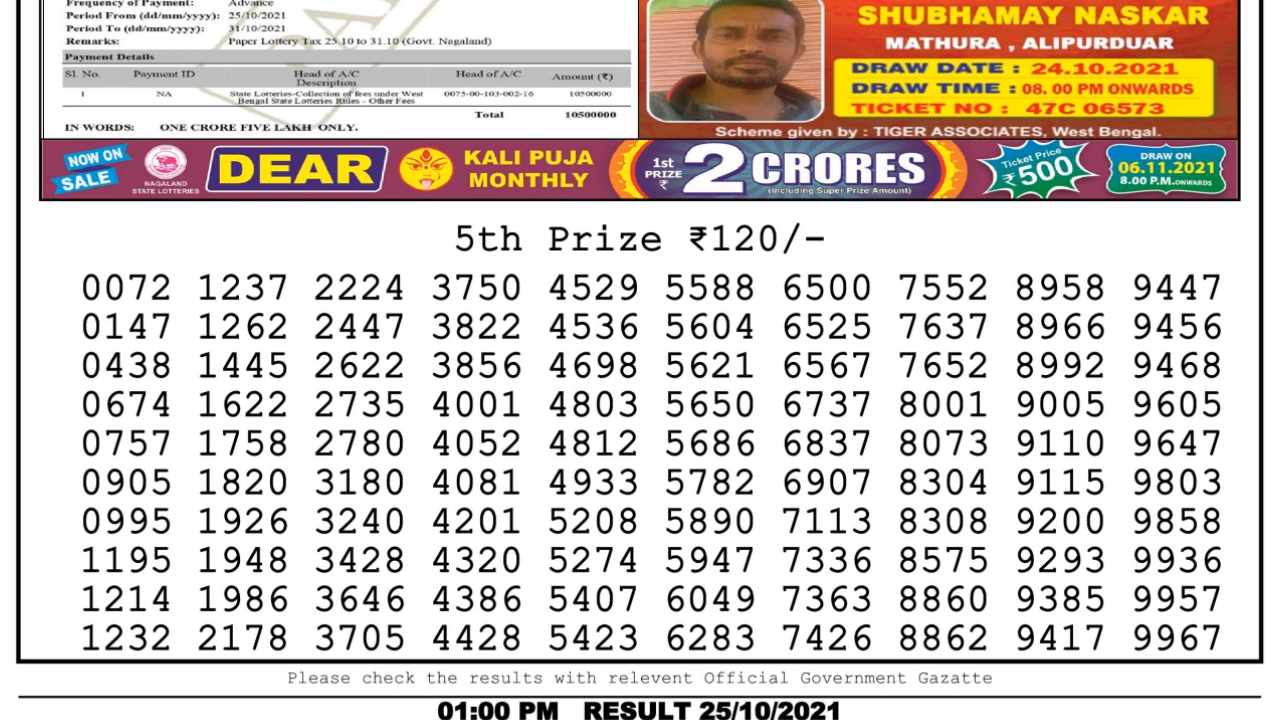 Frequency of Payment: Advance
Period From (dd/mm/yyyy): 25/10/2021
Period To (dd/mm/yyyy): 31/10/2021
Remarks: Paper Lottery Tax 25.10 to 31.10 (Govt. Nagaland)
Payment Details
Sl. No. Payment ID Head of A/C Description Head of A/C Amount (₹)
1 NA State Lotteries-Collection of fees under West Bengal State Lotteries Rules - Other Fees 0075-00-103-002-16 10500000
Total 10500000
IN WORDS: ONE CRORE FIVE LAKH ONLY.
SHUBHAMAY NASKAR
MATHURA , ALIPURDUAR
DRAW DATE : 24.10.2021
DRAW TIME : 08. 00 PM ONWARDS
TICKET NO : 47C 06573
Scheme given by : TIGER ASSOCIATES, West Bengal.
NOW ON
SALE
NAGALAND
STATE LOTTERIES
DEAR
KALI PUJA
MONTHLY
1st
PRIZE
₹
2 CRORES
(Including Super Prize Amount)
Ticket Price
₹500
DRAW ON
06.11.2021
8.00 P.M.ONWARDS
5th Prize ₹120/-
0072 1237 2224 3750 4529 5588 6500 7552 8958 9447
0147 1262 2447 3822 4536 5604 6525 7637 8966 9456
0438 1445 2622 3856 4698 5621 6567 7652 8992 9468
0674 1622 2735 4001 4803 5650 6737 8001 9005 9605
0757 1758 2780 4052 4812 5686 6837 8073 9110 9647
0905 1820 3180 4081 4933 5782 6907 8304 9115 9803
0995 1926 3240 4201 5208 5890 7113 8308 9200 9858
1195 1948 3428 4320 5274 5947 7336 8575 9293 9936
1214 1986 3646 4386 5407 6049 7363 8860 9385 9957
1232 2178 3705 4428 5423 6283 7426 8862 9417 9967
Please check the results with relevent Official Government Gazatte
01:00 PM RESULT 25/10/2021